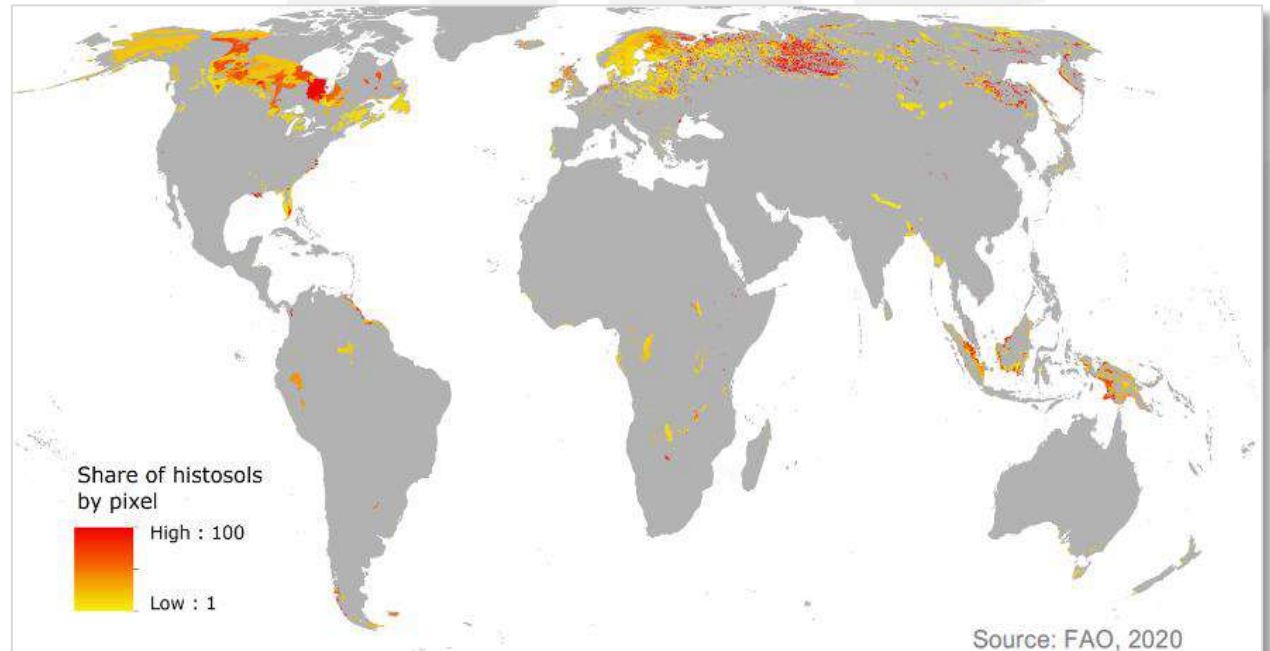 Share of histosols
by pixel
High : 100
Low : 1
Source: FAO, 2020